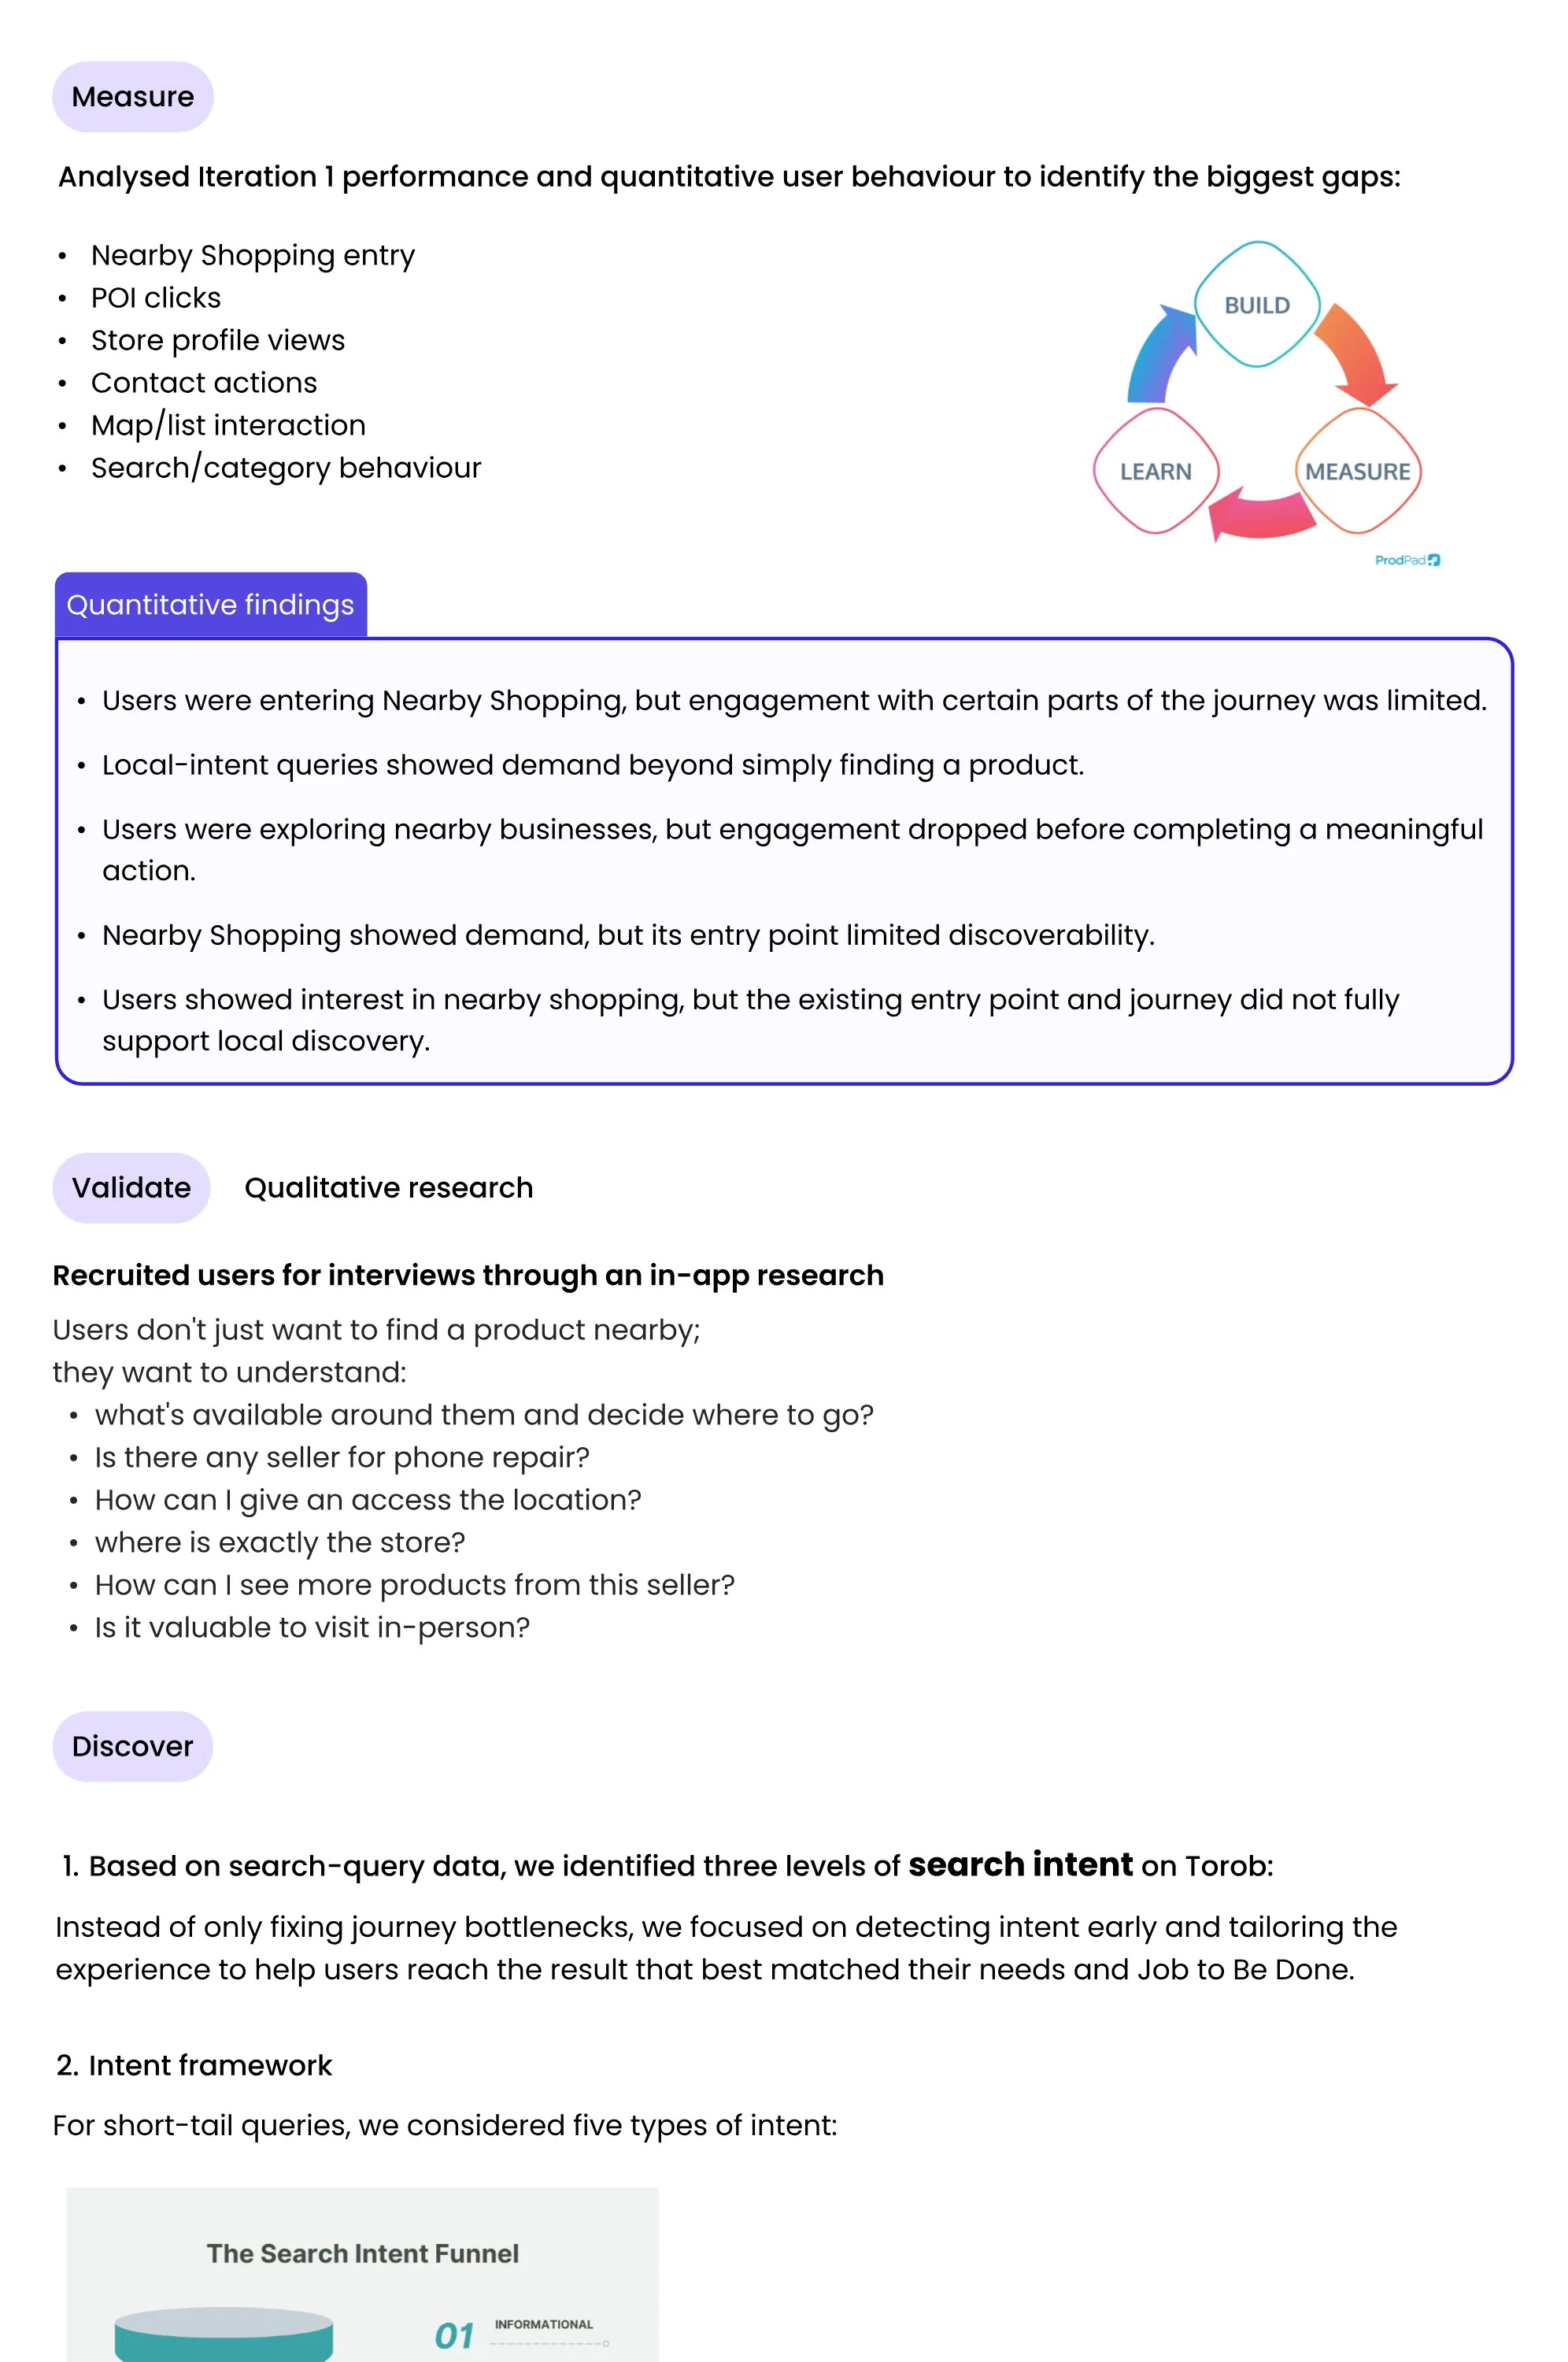 Measure
Analysed Iteration 1 performance and quantitative user behaviour to identify the biggest gaps:
• Nearby Shopping entry
• POI clicks
• Store profile views
• Contact actions
• Map/list interaction
• Search/category behaviour
BUILD
LEARN
MEASURE
ProdPad
Quantitative findings
• Users were entering Nearby Shopping, but engagement with certain parts of the journey was limited.
• Local-intent queries showed demand beyond simply finding a product.
• Users were exploring nearby businesses, but engagement dropped before completing a meaningful
action.
• Nearby Shopping showed demand, but its entry point limited discoverability.
• Users showed interest in nearby shopping, but the existing entry point and journey did not fully
support local discovery.
Validate
Qualitative research
Recruited users for interviews through an in-app research
Users don't just want to find a product nearby;
they want to understand:
• what's available around them and decide where to go?
• Is there any seller for phone repair?
• How can I give an access the location?
• where is exactly the store?
• How can I see more products from this seller?
• Is it valuable to visit in-person?
Discover
1. Based on search-query data, we identified three levels of search intent on Torob:
Instead of only fixing journey bottlenecks, we focused on detecting intent early and tailoring the
experience to help users reach the result that best matched their needs and Job to Be Done.
2. Intent framework
For short-tail queries, we considered five types of intent:
The Search Intent Funnel
01 INFORMATIONAL